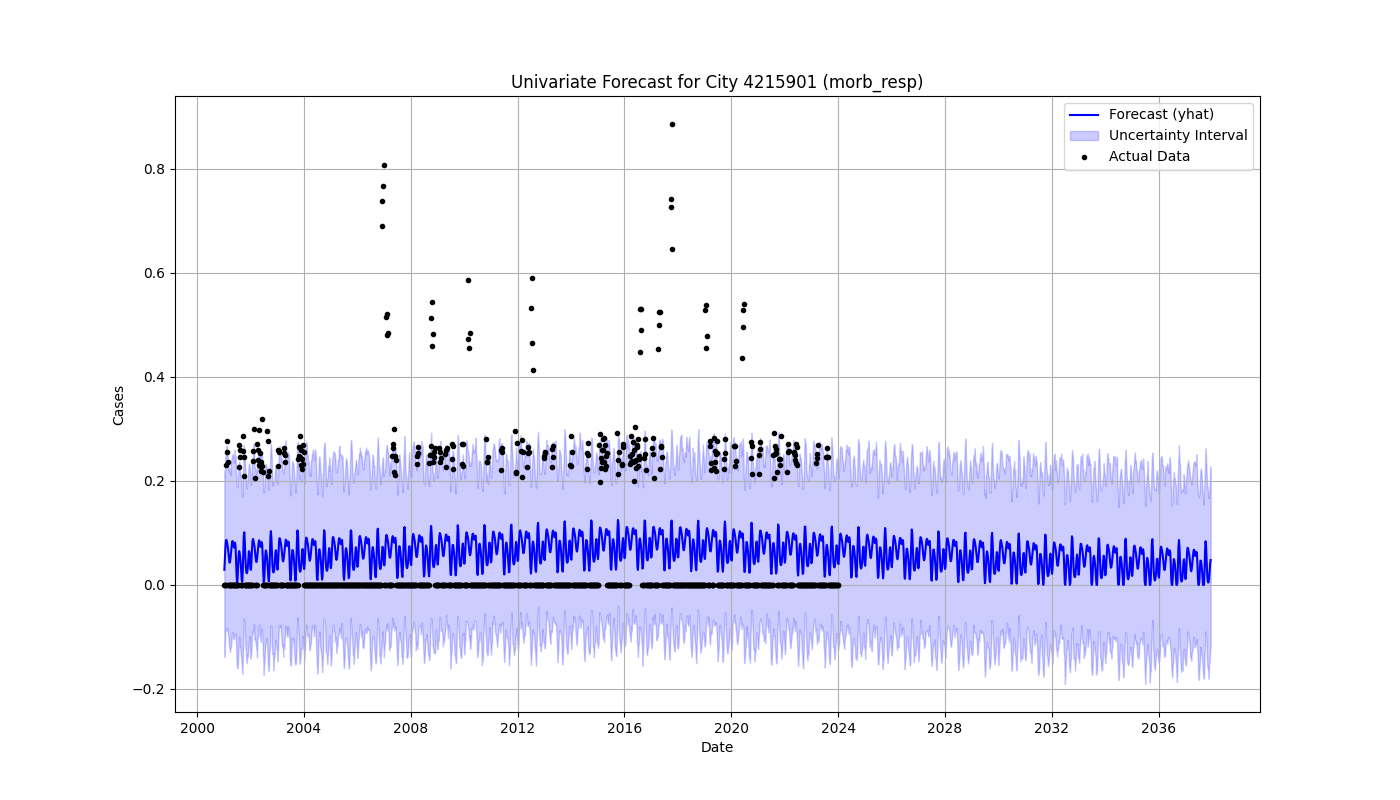 Univariate Forecast for City 4215901 (morb_resp)
Forecast (yhat)
Uncertainty Interval
Actual Data
Cases
0.8
0.6
0.4
0.2
0.0
−0.2
2000 2004 2008 2012 2016 2020 2024 2028 2032 2036
Date